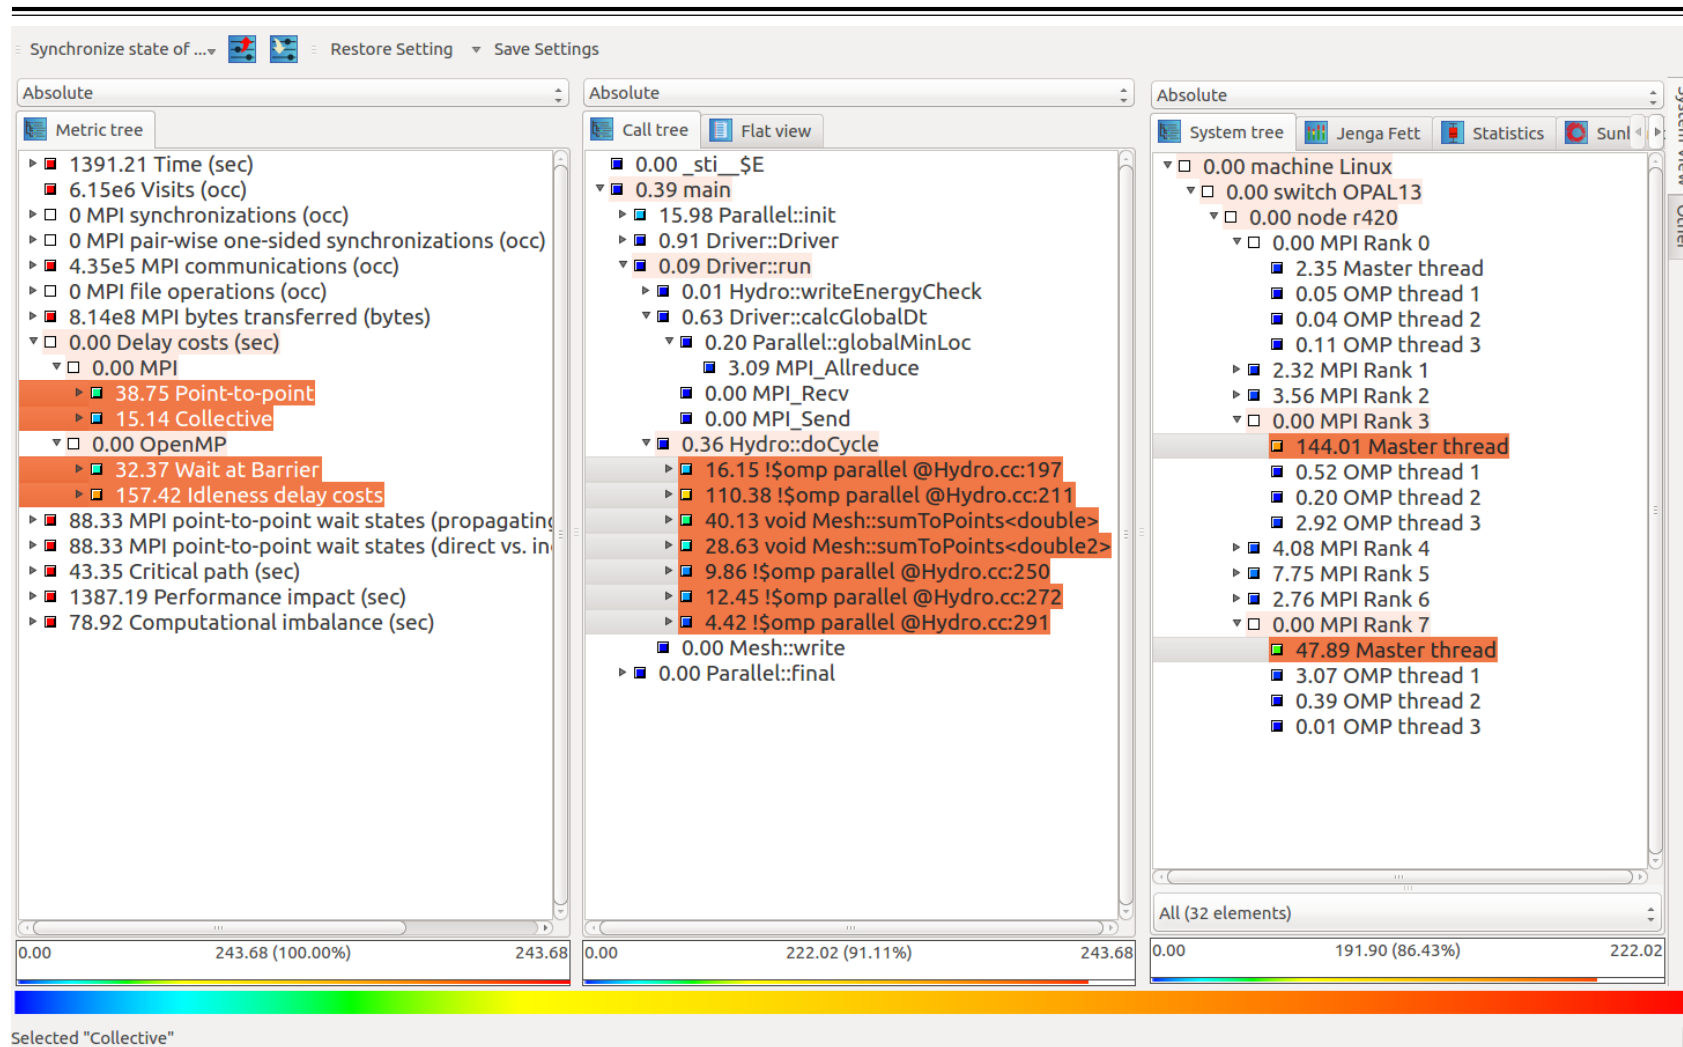 Synchronize state of ... Restore Setting Save Settings
Absolute
Metric tree
1391.21 Time (sec)
6.15e6 Visits (occ)
0 MPI synchronizations (occ)
0 MPI pair-wise one-sided synchronizations (occ)
4.35e5 MPI communications (occ)
0 MPI file operations (occ)
8.14e8 MPI bytes transferred (bytes)
0.00 Delay costs (sec)
0.00 MPI
38.75 Point-to-point
15.14 Collective
0.00 OpenMP
32.37 Wait at Barrier
157.42 Idleness delay costs
88.33 MPI point-to-point wait states (propagating
88.33 MPI point-to-point wait states (direct vs. in
43.35 Critical path (sec)
1387.19 Performance impact (sec)
78.92 Computational imbalance (sec)
0.00 243.68 (100.00%) 243.68
Absolute
Call tree Flat view
0.00 _sti__$E
0.39 main
15.98 Parallel::init
0.91 Driver::Driver
0.09 Driver::run
0.01 Hydro::writeEnergyCheck
0.63 Driver::calcGlobalDt
0.20 Parallel::globalMinLoc
3.09 MPI_Allreduce
0.00 MPI_Recv
0.00 MPI_Send
0.36 Hydro::doCycle
16.15 !$omp parallel @Hydro.cc:197
110.38 !$omp parallel @Hydro.cc:211
40.13 void Mesh::sumToPoints<double>
28.63 void Mesh::sumToPoints<double2>
9.86 !$omp parallel @Hydro.cc:250
12.45 !$omp parallel @Hydro.cc:272
4.42 !$omp parallel @Hydro.cc:291
0.00 Mesh::write
0.00 Parallel::final
0.00 222.02 (91.11%) 243.68
Absolute
System tree Jenga Fett Statistics Sunb
0.00 machine Linux
0.00 switch OPAL13
0.00 node r420
0.00 MPI Rank 0
2.35 Master thread
0.05 OMP thread 1
0.04 OMP thread 2
0.11 OMP thread 3
2.32 MPI Rank 1
3.56 MPI Rank 2
0.00 MPI Rank 3
144.01 Master thread
0.52 OMP thread 1
0.20 OMP thread 2
2.92 OMP thread 3
4.08 MPI Rank 4
7.75 MPI Rank 5
2.76 MPI Rank 6
0.00 MPI Rank 7
47.89 Master thread
3.07 OMP thread 1
0.39 OMP thread 2
0.01 OMP thread 3
All (32 elements)
0.00 191.90 (86.43%) 222.02
System view
Other
Selected "Collective"